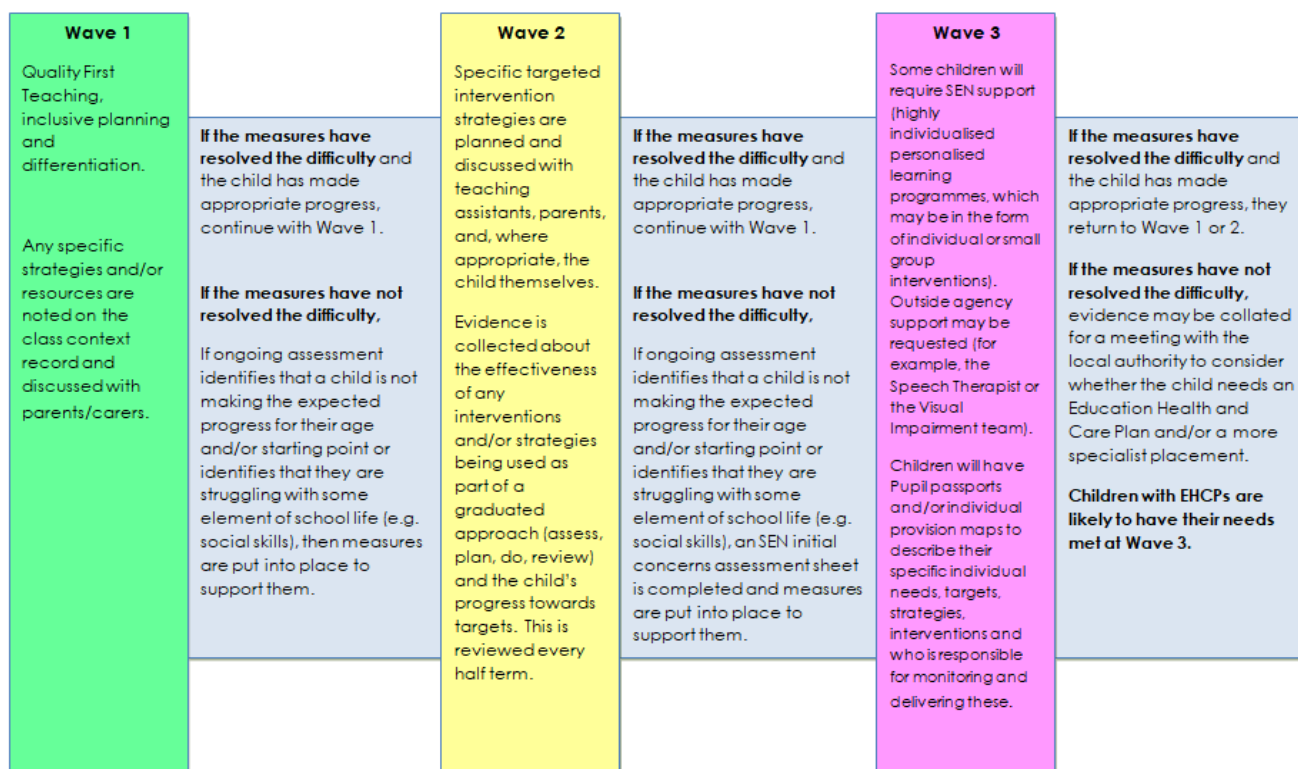 Wave 1
Quality First
Teaching,
inclusive planning
and
differentiation.
Any specific
strategies and/or
resources are
noted on the
class context
record and
discussed with
parents/carers.
If the measures have
resolved the difficulty and
the child has made
appropriate progress,
continue with Wave 1.
If the measures have not
resolved the difficulty,
If ongoing assessment
identifies that a child is not
making the expected
progress for their age
and/or starting point or
identifies that they are
struggling with some
element of school life (e.g.
social skills), then measures
are put into place to
support them.
Wave 2
Specific targeted
intervention
strategies are
planned and
discussed with
teaching
assistants, parents,
and, where
appropriate, the
child themselves.
Evidence is
collected about
the effectiveness
of any
interventions
and/or strategies
being used as
part of a
graduated
approach (assess,
plan, do, review)
and the child's
progress towards
targets. This is
reviewed every
half term.
If the measures have
resolved the difficulty and
the child has made
appropriate progress,
continue with Wave 1.
If the measures have not
resolved the difficulty,
If ongoing assessment
identifies that a child is not
making the expected
progress for their age
and/or starting point or
identifies that they are
struggling with some
element of school life (e.g.
social skills), an SEN initial
concerns assessment sheet
is completed and measures
are put into place to
support them.
Wave 3
Some children will
require SEN support
(highly
individualised
personalised
learning
programmes, which
may be in the form
of individual or small
group
interventions).
Outside agency
support may be
requested (for
example, the
Speech Therapist or
the Visual
Impairment team).
Children will have
Pupil passports
and/or individual
provision maps to
describe their
specific individual
needs, targets,
strategies,
interventions and
who is responsible
for monitoring and
delivering these.
If the measures have
resolved the difficulty and
the child has made
appropriate progress, they
return to Wave 1 or 2.
If the measures have not
resolved the difficulty,
evidence may be collated
for a meeting with the
local authority to consider
whether the child needs an
Education Health and
Care Plan and/or a more
specialist placement.
Children with EHCPs are
likely to have their needs
met at Wave 3.